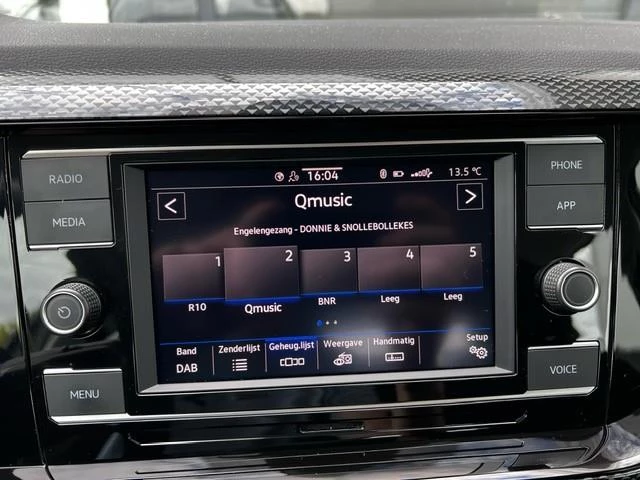 RADIO
MEDIA
MENU
16:04
13.5 °C
Qmusic
Engelengezang - DONNIE & SNOLLEBOLLEKES
1 2 3 4 5
R10 Qmusic BNR Leeg Leeg
Band Zenderlijst Geheug.lijst Weergave Handmatig Setup
DAB
PHONE
APP
VOICE